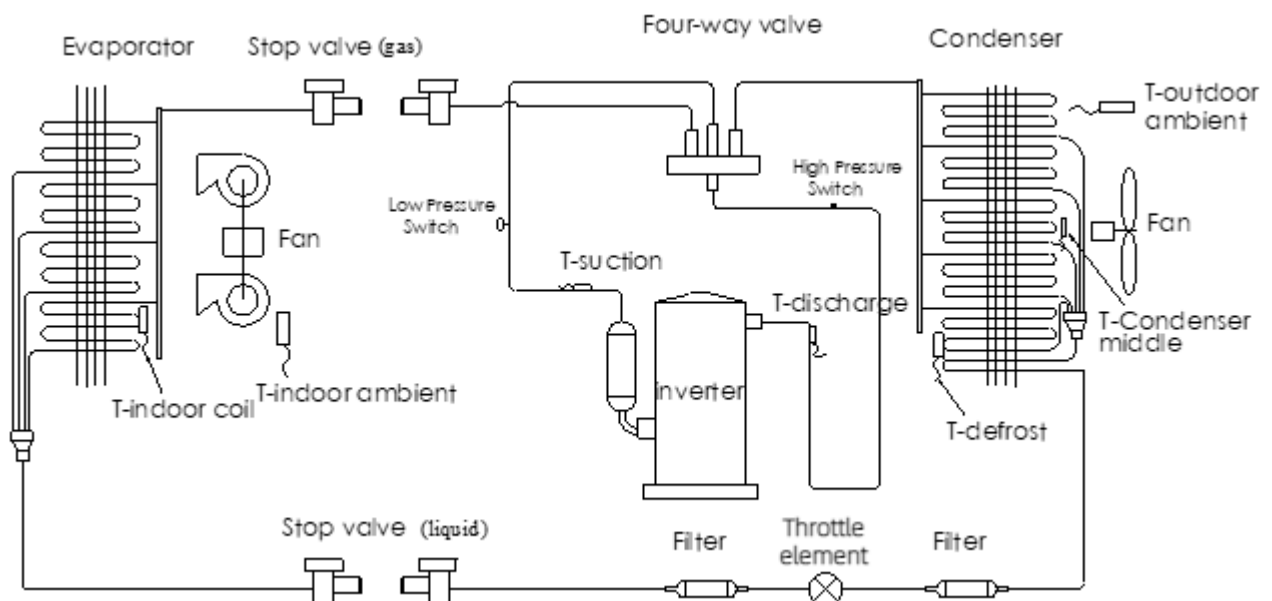 Evaporator
Stop valve (gas)
Four-way valve
Condenser
T-outdoor
ambient
High Pressure
Switch
Low Pressure
Switch
Fan
Fan
T-suction
T-discharge
T-Condenser
middle
T-indoor ambient
T-indoor coil
inverter
T-defrost
Stop valve (liquid)
Filter
Throttle
element
Filter